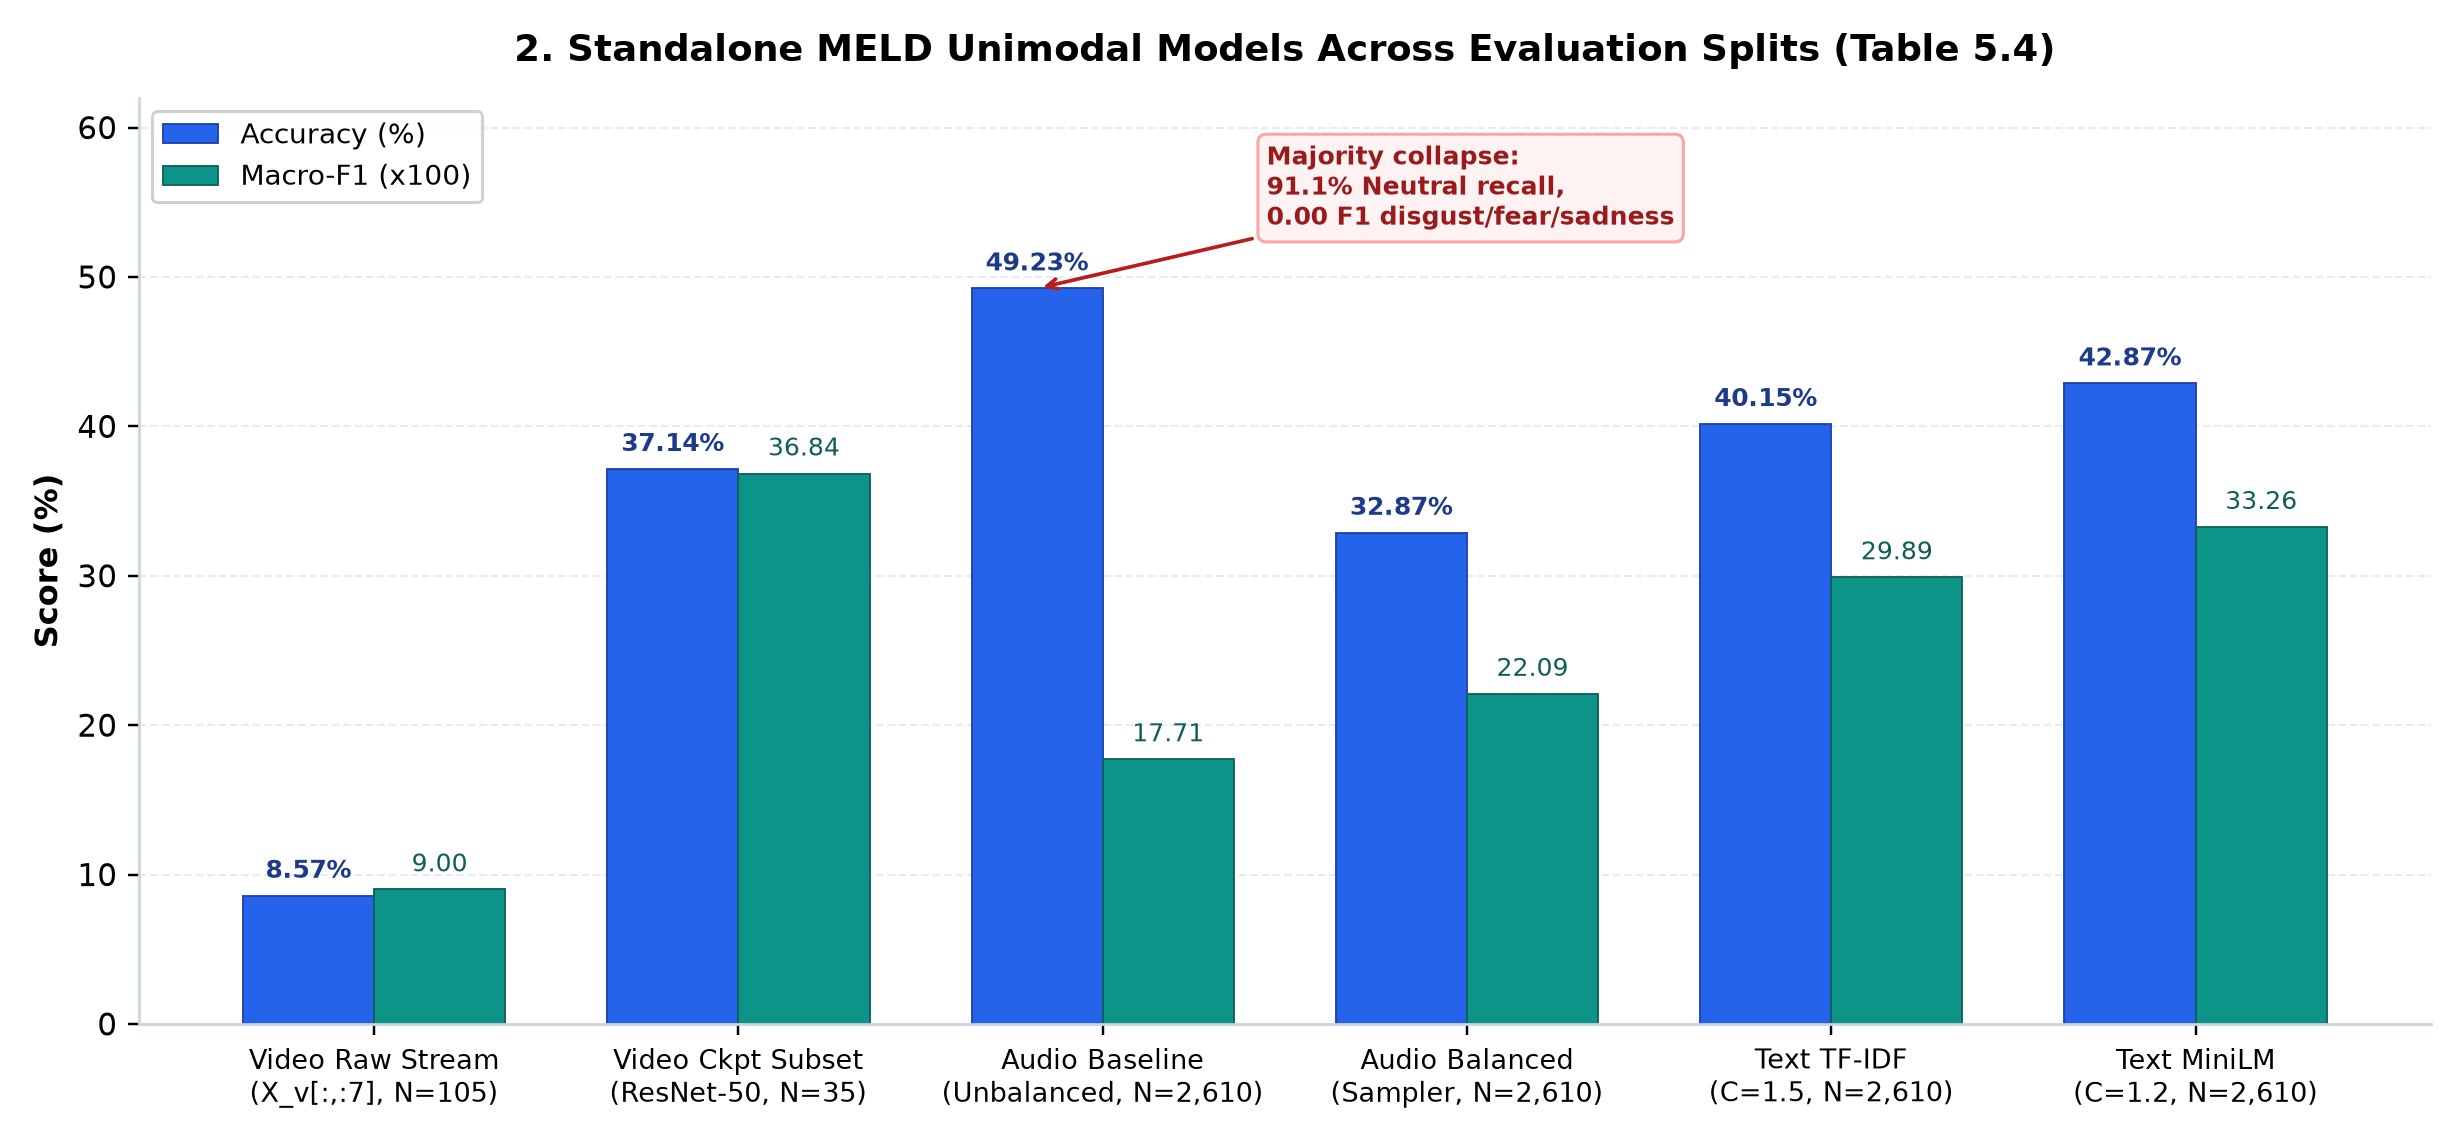 2. Standalone MELD Unimodal Models Across Evaluation Splits (Table 5.4)
Accuracy (%)
Macro-F1 (x100)
Majority collapse:
91.1% Neutral recall,
0.00 F1 disgust/fear/sadness
Score (%)
60
50
40
30
20
10
0
8.57%
9.00
37.14%
36.84
49.23%
17.71
32.87%
22.09
40.15%
29.89
42.87%
33.26
Video Raw Stream
(X_v[:,:7], N=105)
Video Ckpt Subset
(ResNet-50, N=35)
Audio Baseline
(Unbalanced, N=2,610)
Audio Balanced
(Sampler, N=2,610)
Text TF-IDF
(C=1.5, N=2,610)
Text MiniLM
(C=1.2, N=2,610)